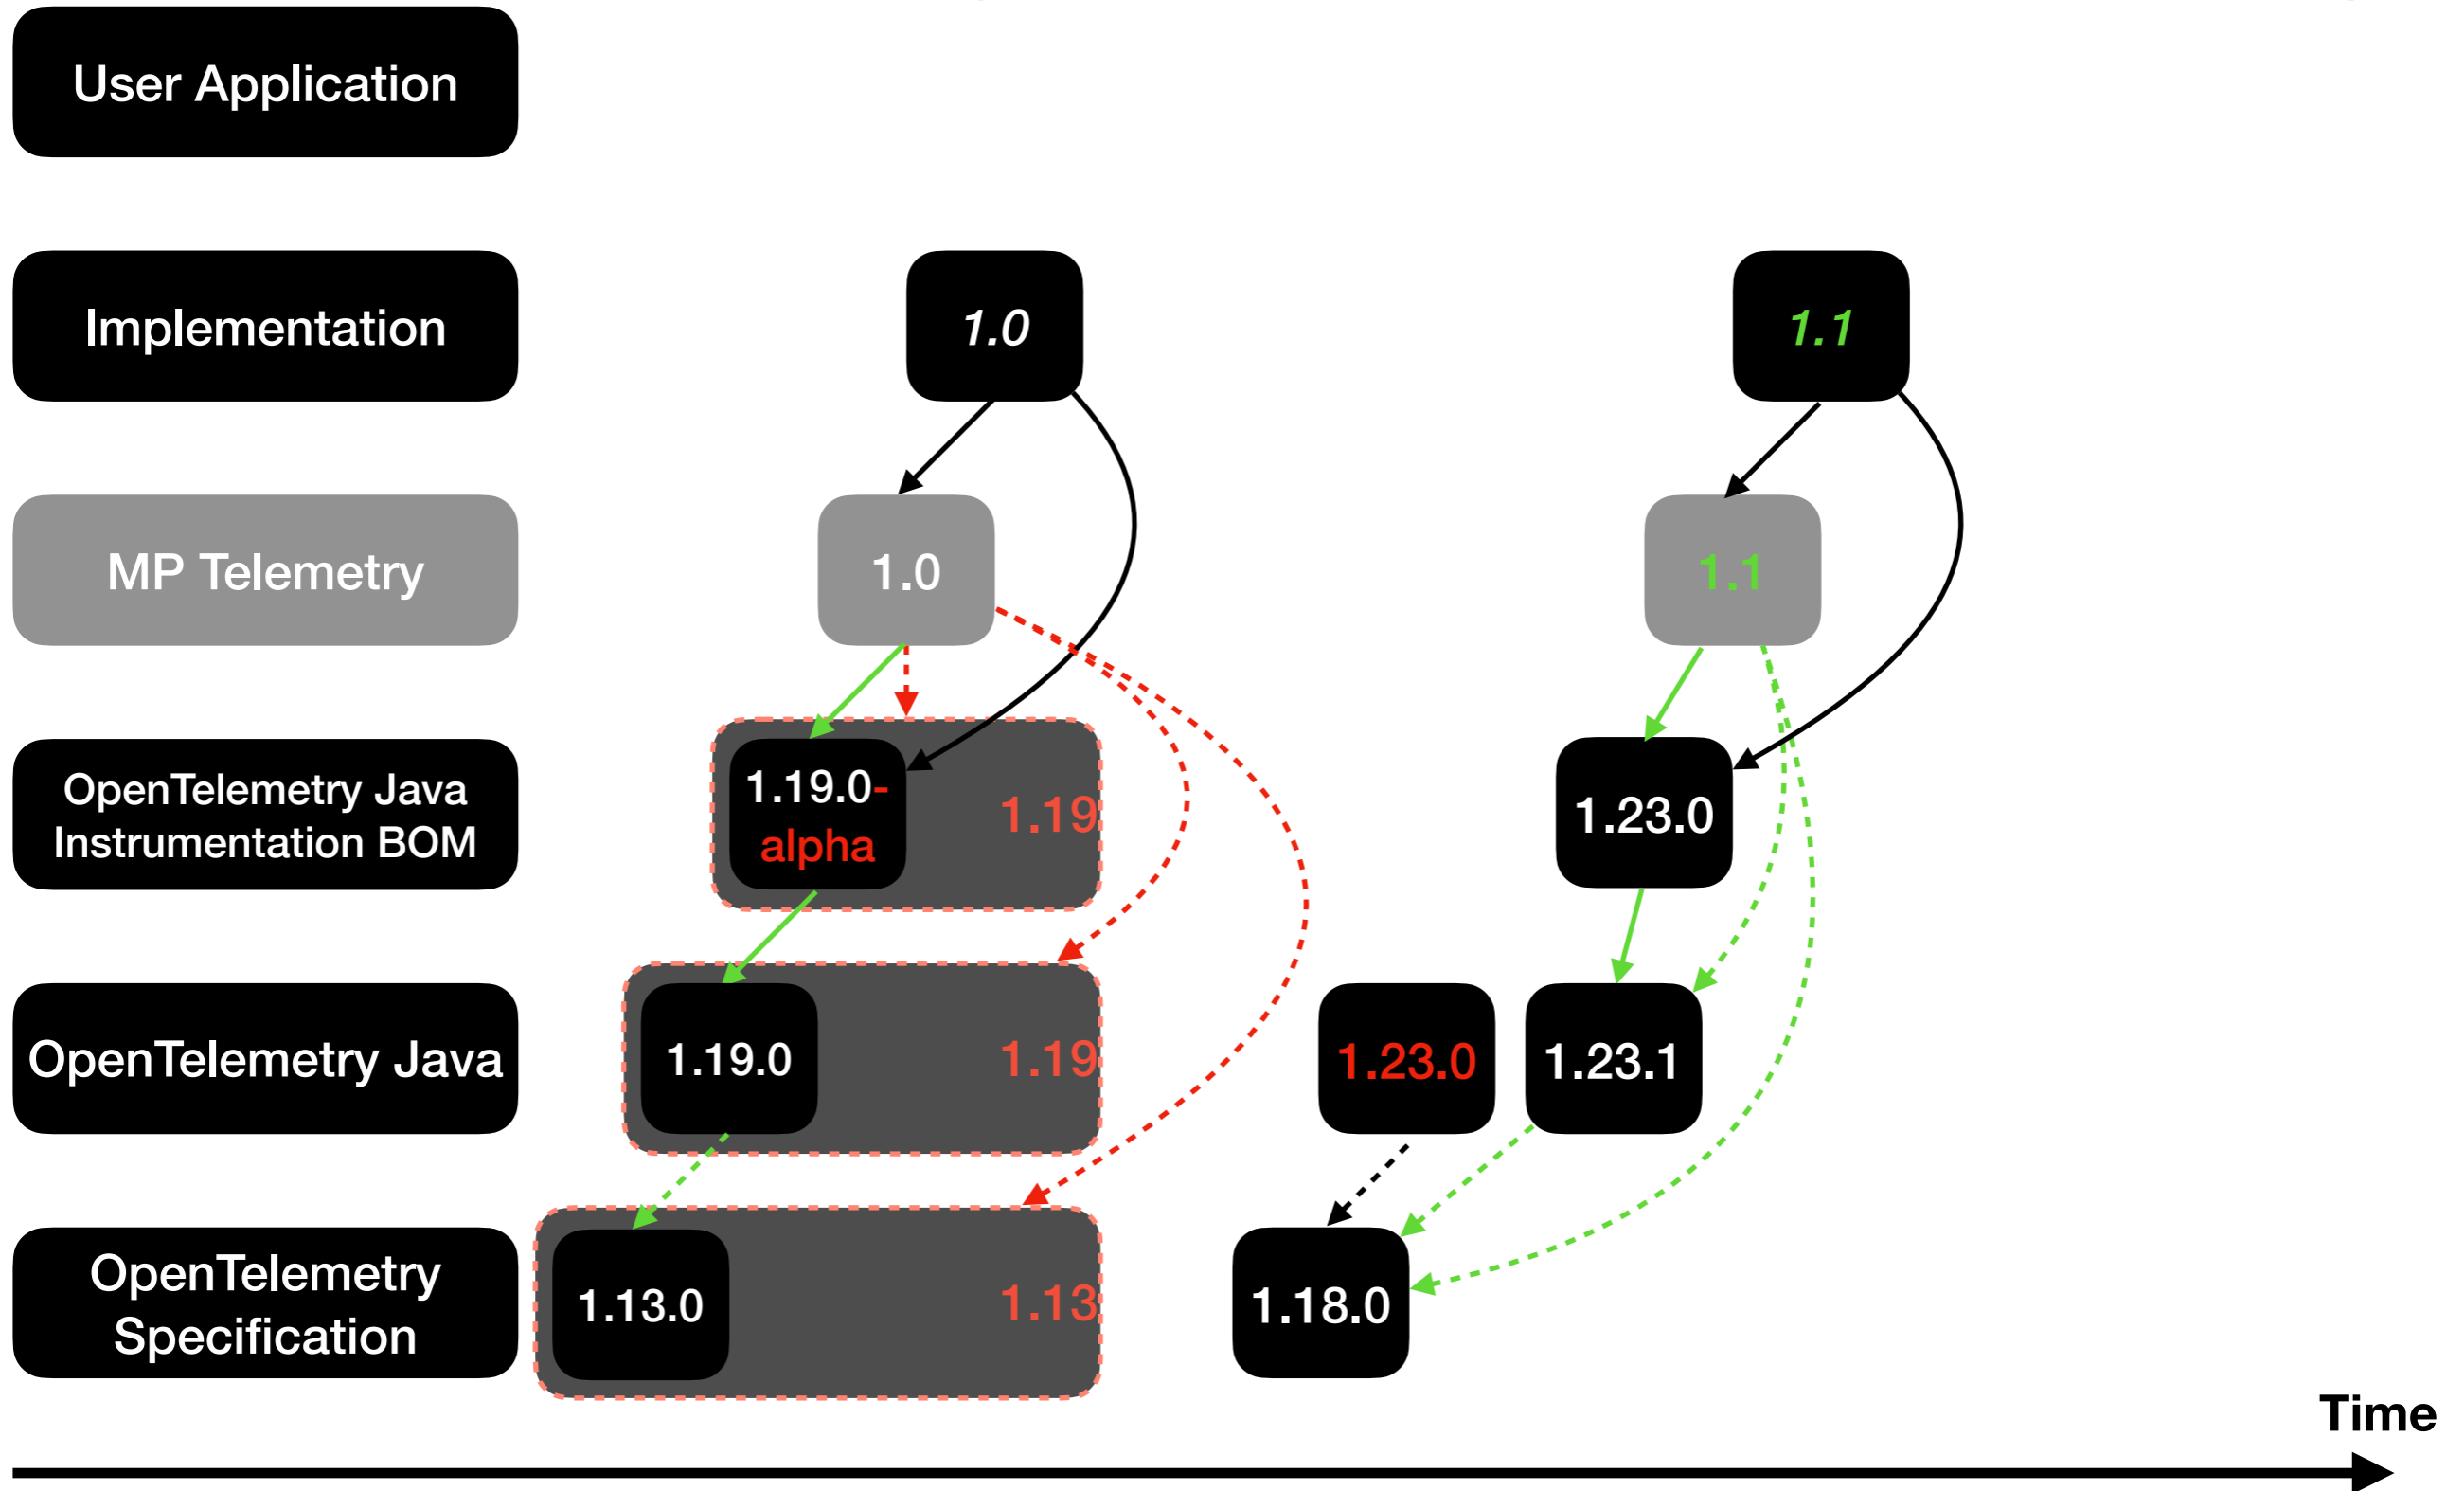 User Application
Implementation
1.0
1.1
MP Telemetry
1.0
1.1
OpenTelemetry Java
Instrumentation BOM
1.19.0-
alpha
1.19
1.23.0
OpenTelemetry Java
1.19.0
1.19
1.23.0
1.23.1
OpenTelemetry
Specification
1.13.0
1.13
1.18.0
Time